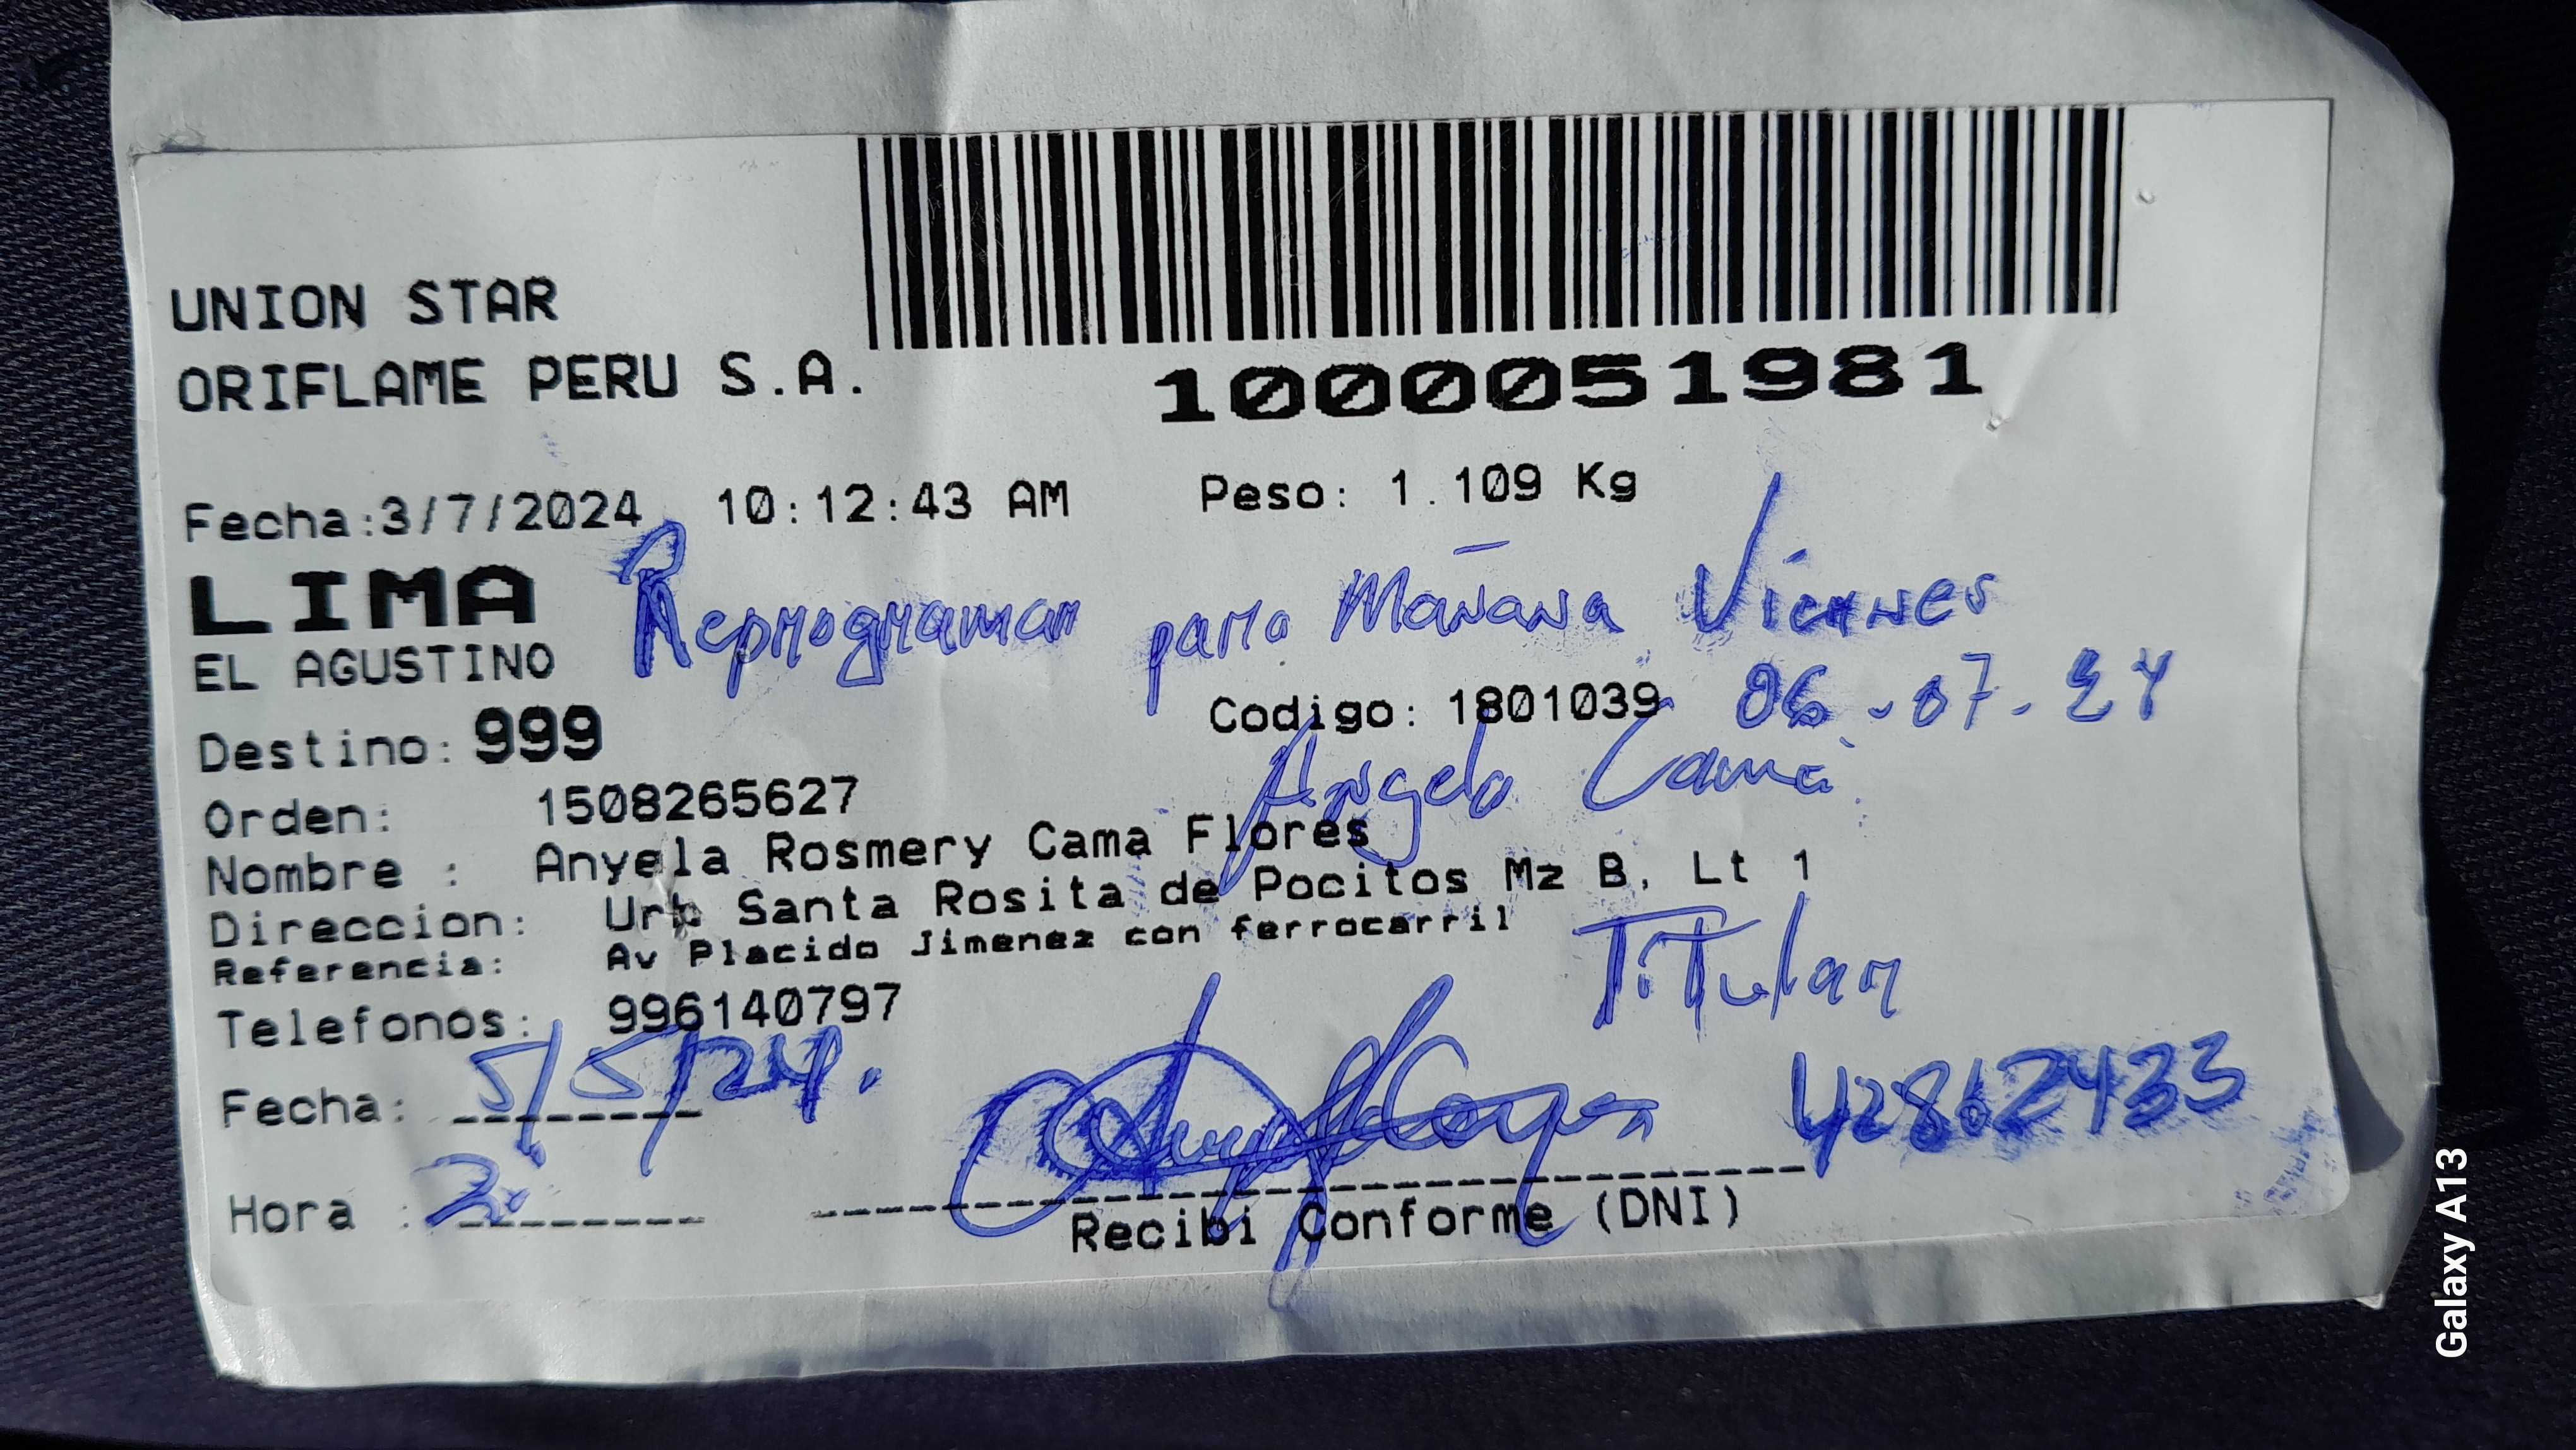 UNION STAR
ORIFLAME PERU S.A.
1000051981
Fecha:3/7/2024 10:12:43 AM Peso: 1.109 Kg
LIMA Reprogramar para Mañana Viernes
EL AGUSTINO
Codigo: 1801039 06-07-24
Destino: 999
Angela Cama
Orden: 1508265627
Nombre : Anyela Rosmery Cama Flores
Direccion: Urb Santa Rosita de Pocitos Mz B, Lt 1
Referencia: Av Placido Jimenez con ferrocarril
Titular
Telefonos: 996140797
Fecha: 5/5/24.
42862433
Hora : 2
Recibi Conforme (DNI)
Galaxy A13